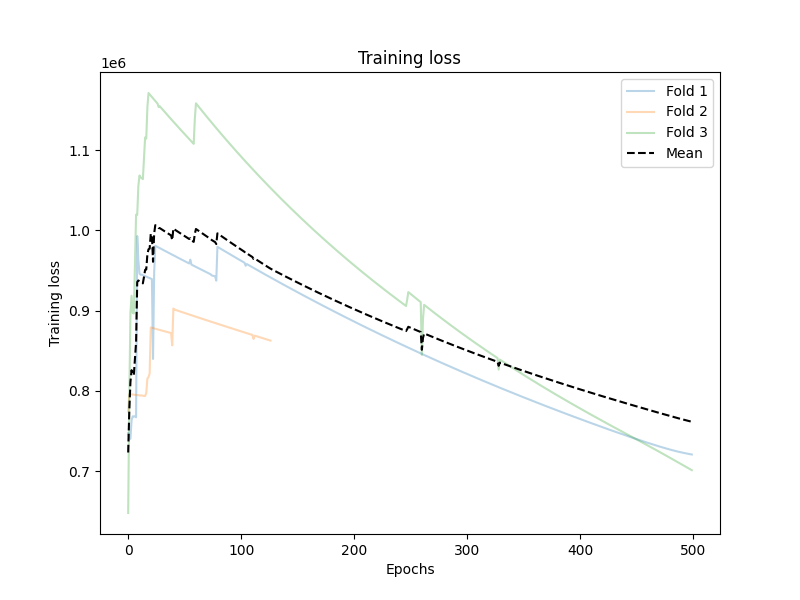 Training loss
1e6
Fold 1
Fold 2
Fold 3
Mean
1.1
1.0
0.9
0.8
0.7
Training loss
0 100 200 300 400 500
Epochs